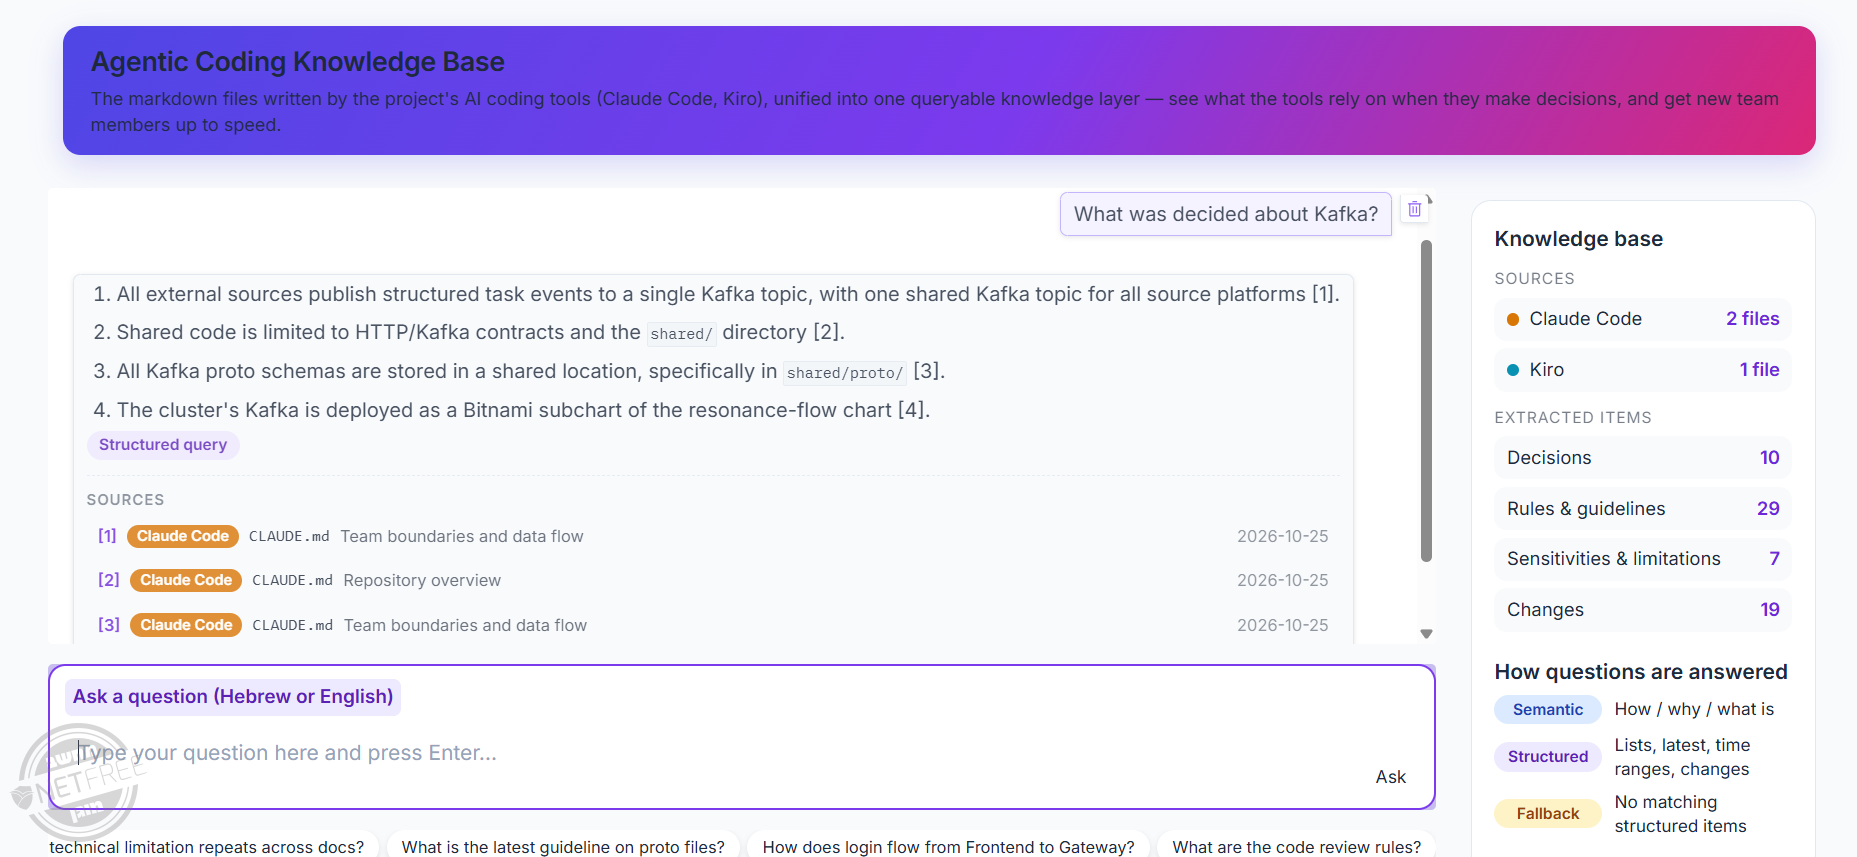 Agentic Coding Knowledge Base
The markdown files written by the project's AI coding tools (Claude Code, Kiro), unified into one queryable knowledge layer — see what the tools rely on when they make decisions, and get new team
members up to speed.
What was decided about Kafka?
1. All external sources publish structured task events to a single Kafka topic, with one shared Kafka topic for all source platforms [1].
2. Shared code is limited to HTTP/Kafka contracts and the shared/ directory [2].
3. All Kafka proto schemas are stored in a shared location, specifically in shared/proto/ [3].
4. The cluster's Kafka is deployed as a Bitnami subchart of the resonance-flow chart [4].
Structured query
SOURCES
[1] Claude Code CLAUDE.md Team boundaries and data flow 2026-10-25
[2] Claude Code CLAUDE.md Repository overview 2026-10-25
[3] Claude Code CLAUDE.md Team boundaries and data flow 2026-10-25
Ask a question (Hebrew or English)
Type your question here and press Enter...
Ask
NETFREE
technical limitation repeats across docs?
What is the latest guideline on proto files?
How does login flow from Frontend to Gateway?
What are the code review rules?
Knowledge base
SOURCES
Claude Code 2 files
Kiro 1 file
EXTRACTED ITEMS
Decisions 10
Rules & guidelines 29
Sensitivities & limitations 7
Changes 19
How questions are answered
Semantic How / why / what is
Structured Lists, latest, time
ranges, changes
Fallback No matching
structured items